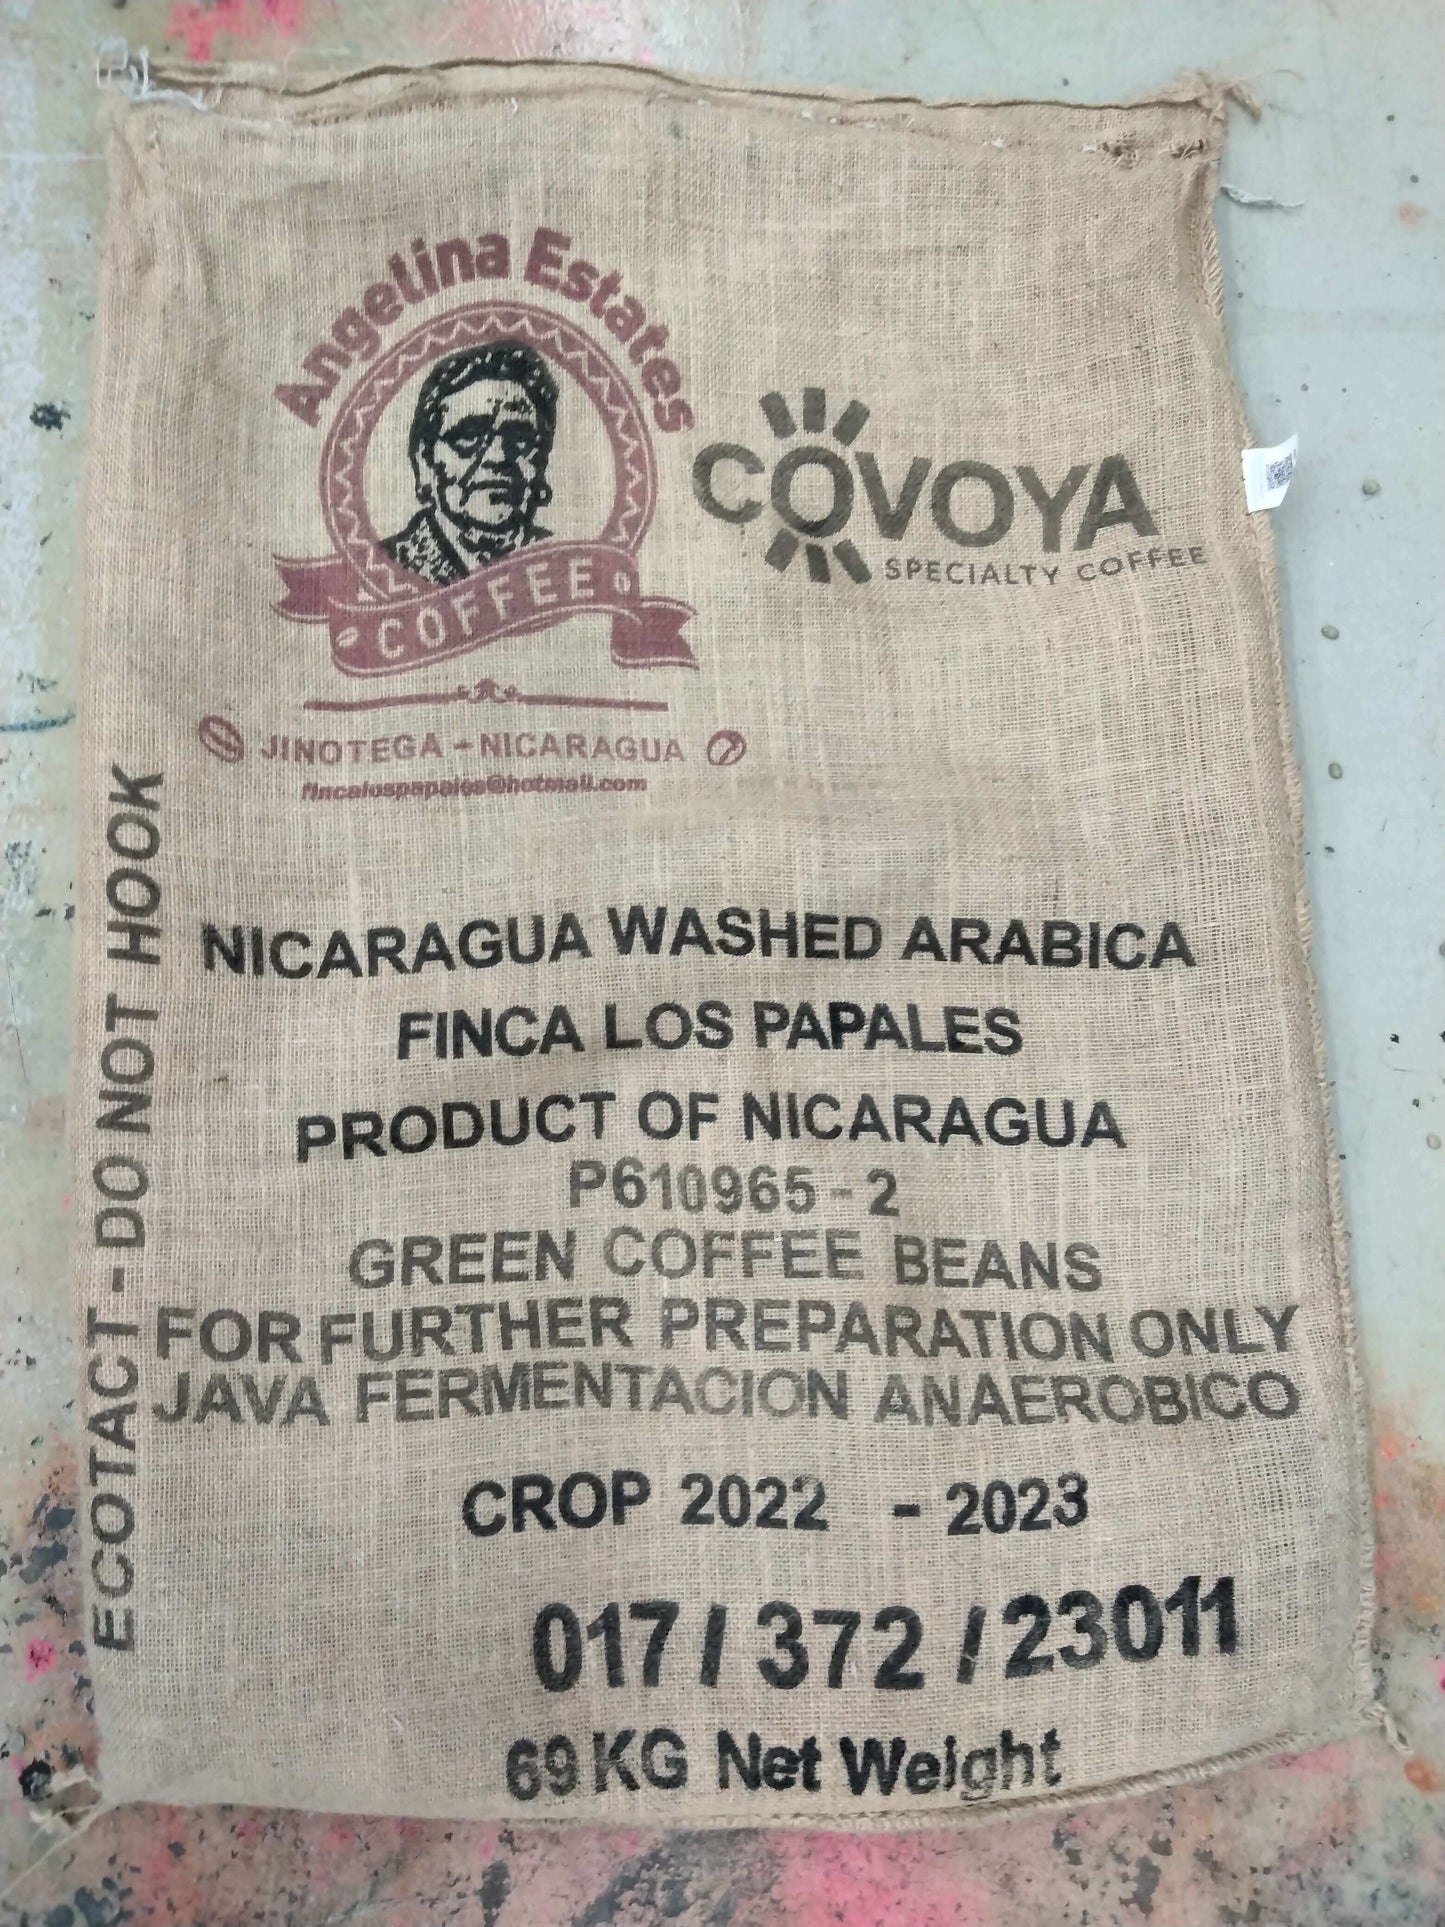 Angelina Estates
COFFEE
COVOYA
SPECIALTY COFFEE
JINOTEGA - NICARAGUA
fincalospapales@hotmail.com
ECOTACT - DO NOT HOOK
NICARAGUA WASHED ARABICA
FINCA LOS PAPALES
PRODUCT OF NICARAGUA
P610965 - 2
GREEN COFFEE BEANS
FOR FURTHER PREPARATION ONLY
JAVA FERMENTACION ANAEROBICO
CROP 2022 - 2023
017 / 372 / 23011
69 KG Net Weight